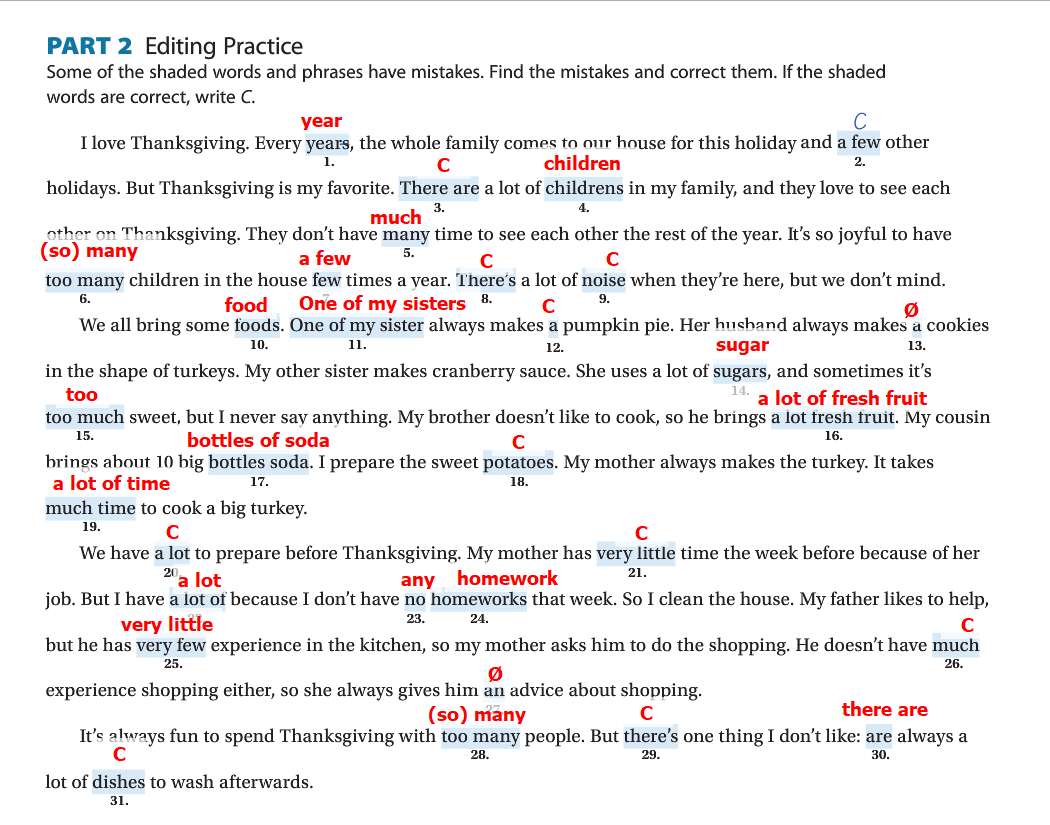 PART 2 Editing Practice
Some of the shaded words and phrases have mistakes. Find the mistakes and correct them. If the shaded
words are correct, write C.
year C
I love Thanksgiving. Every years, the whole family comes to our house for this holiday and a few other
1. 2.
C children
holidays. But Thanksgiving is my favorite. There are a lot of childrens in my family, and they love to see each
3. 4.
much
other on Thanksgiving. They don’t have many time to see each other the rest of the year. It’s so joyful to have
5.
(so) many a few C C
too many children in the house few times a year. There’s a lot of noise when they’re here, but we don’t mind.
6. 7. 8. 9.
food One of my sisters C Ø
We all bring some foods. One of my sister always makes a pumpkin pie. Her husband always makes a cookies
10. 11. 12. 13.
sugar
in the shape of turkeys. My other sister makes cranberry sauce. She uses a lot of sugars, and sometimes it’s
14.
too a lot of fresh fruit
too much sweet, but I never say anything. My brother doesn’t like to cook, so he brings a lot fresh fruit. My cousin
15. 16.
bottles of soda C
brings about 10 big bottles soda. I prepare the sweet potatoes. My mother always makes the turkey. It takes
17. 18.
a lot of time
much time to cook a big turkey.
19.
C C
We have a lot to prepare before Thanksgiving. My mother has very little time the week before because of her
20. 21.
a lot any homework
job. But I have a lot of because I don’t have no homeworks that week. So I clean the house. My father likes to help,
23. 24.
very little C
but he has very few experience in the kitchen, so my mother asks him to do the shopping. He doesn’t have much
25. 26.
Ø
experience shopping either, so she always gives him an advice about shopping.
27.
(so) many C there are
It’s always fun to spend Thanksgiving with too many people. But there’s one thing I don’t like: are always a
28. 29. 30.
C
lot of dishes to wash afterwards.
31.